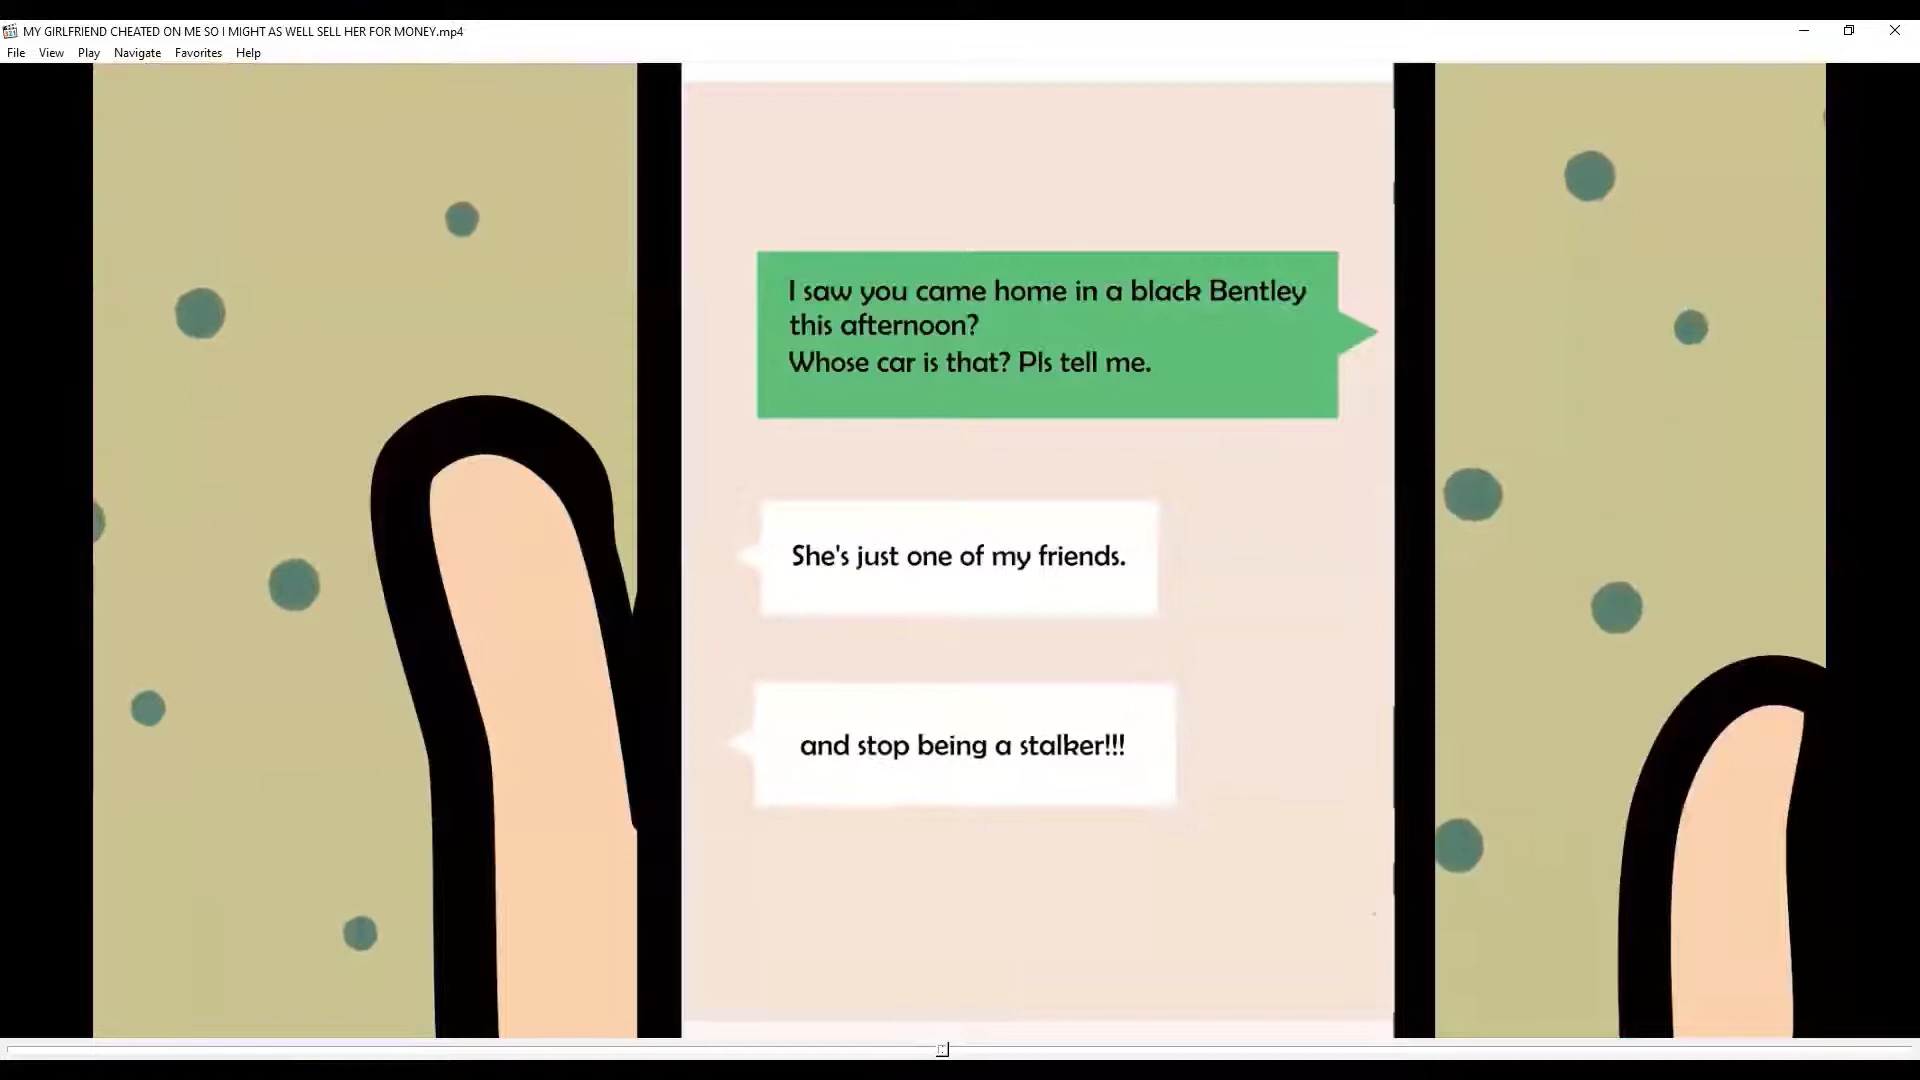 MY GIRLFRIEND CHEATED ON ME SO I MIGHT AS WELL SELL HER FOR MONEY.mp4
File View Play Navigate Favorites Help
I saw you came home in a black Bentley
this afternoon?
Whose car is that? Pls tell me.
She's just one of my friends.
and stop being a stalker!!!